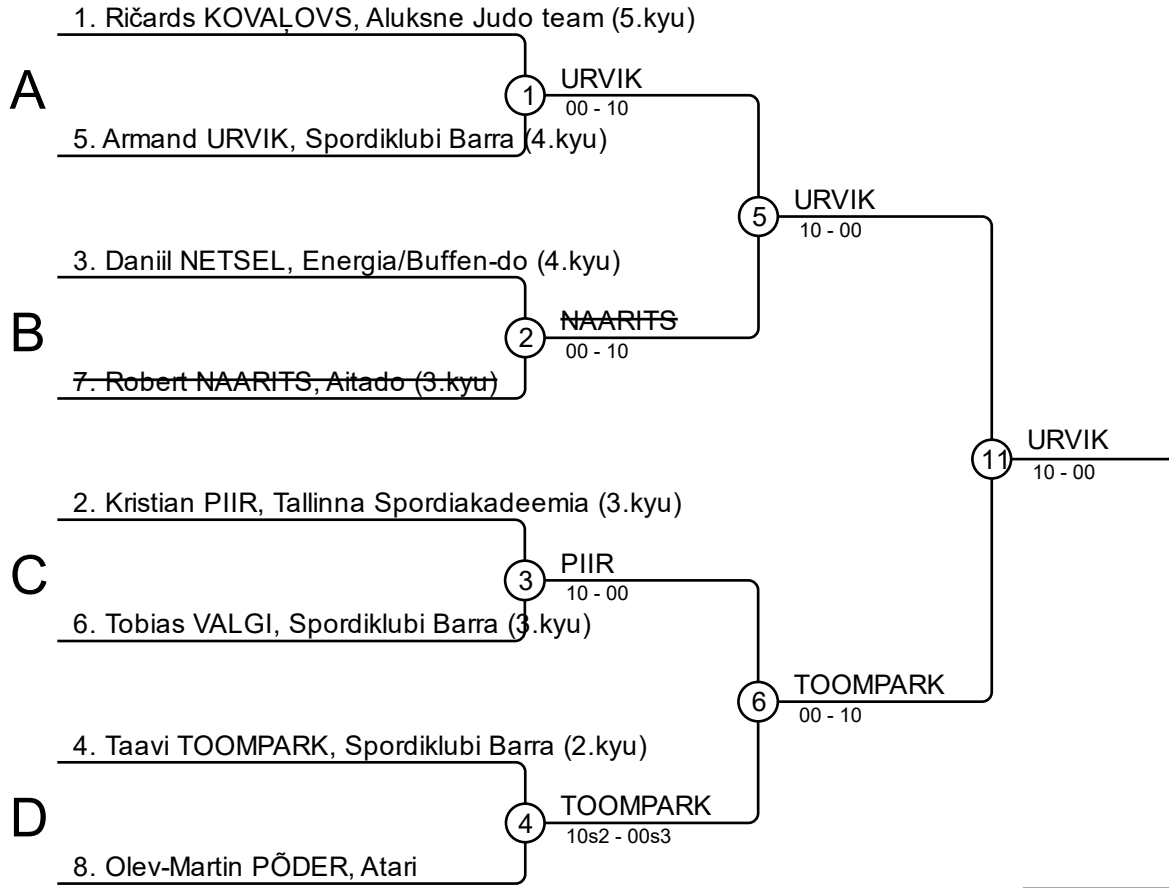 1. Ričards KOVAĻOVS, Aluksne Judo team (5.kyu)
A
1
URVIK
00 - 10
5. Armand URVIK, Spordiklubi Barra (4.kyu)
5
URVIK
10 - 00
3. Daniil NETSEL, Energia/Buffen-do (4.kyu)
B
2
NAARITS
00 - 10
7. Robert NAARITS, Aitado (3.kyu)
11
URVIK
10 - 00
2. Kristian PIIR, Tallinna Spordiakadeemia (3.kyu)
C
3
PIIR
10 - 00
6. Tobias VALGI, Spordiklubi Barra (3.kyu)
6
TOOMPARK
00 - 10
4. Taavi TOOMPARK, Spordiklubi Barra (2.kyu)
D
4
TOOMPARK
10s2 - 00s3
8. Olev-Martin PÕDER, Atari